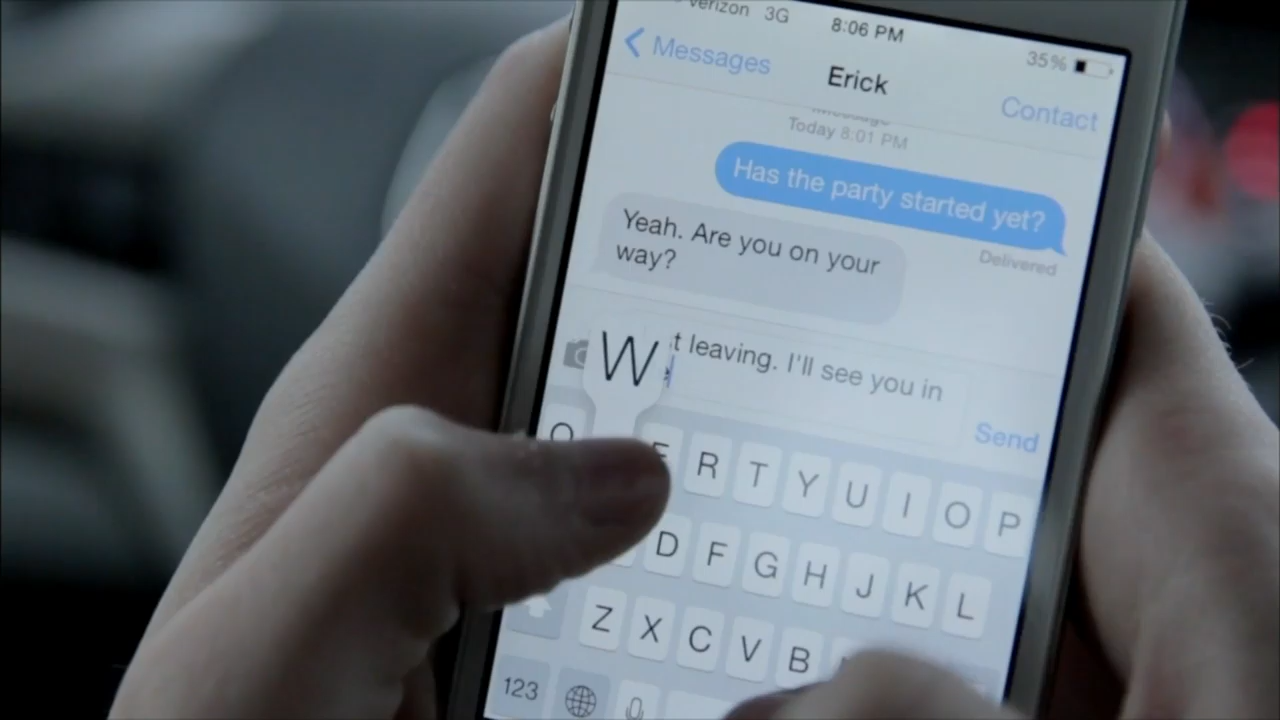 verizon 3G 8:06 PM 35%
Messages Erick Contact
iMessage
Today 8:01 PM
Has the party started yet?
Delivered
Yeah. Are you on your
way?
t leaving. I'll see you in
W
Send
Q E R T Y U I O P
D F G H J K L
Z X C V B
123